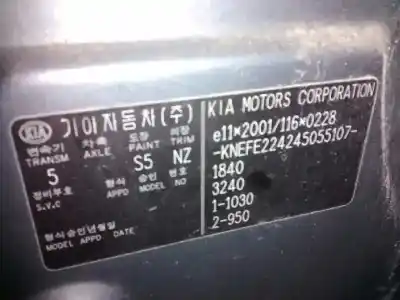 KIA 기아자동차(주)
변속기 차축 도장 의장
TRANSM AXLE PAINT TRIM
5 S5 NZ
정비부호 형식 승인 번호
S.V.C APPD MODEL NO
형식승인년월일
MODEL APPD DATE
KIA MOTORS CORPORATION
e11*2001/116*0228
-KNEFE224245055107-
1840
3240
1-1030
2-950